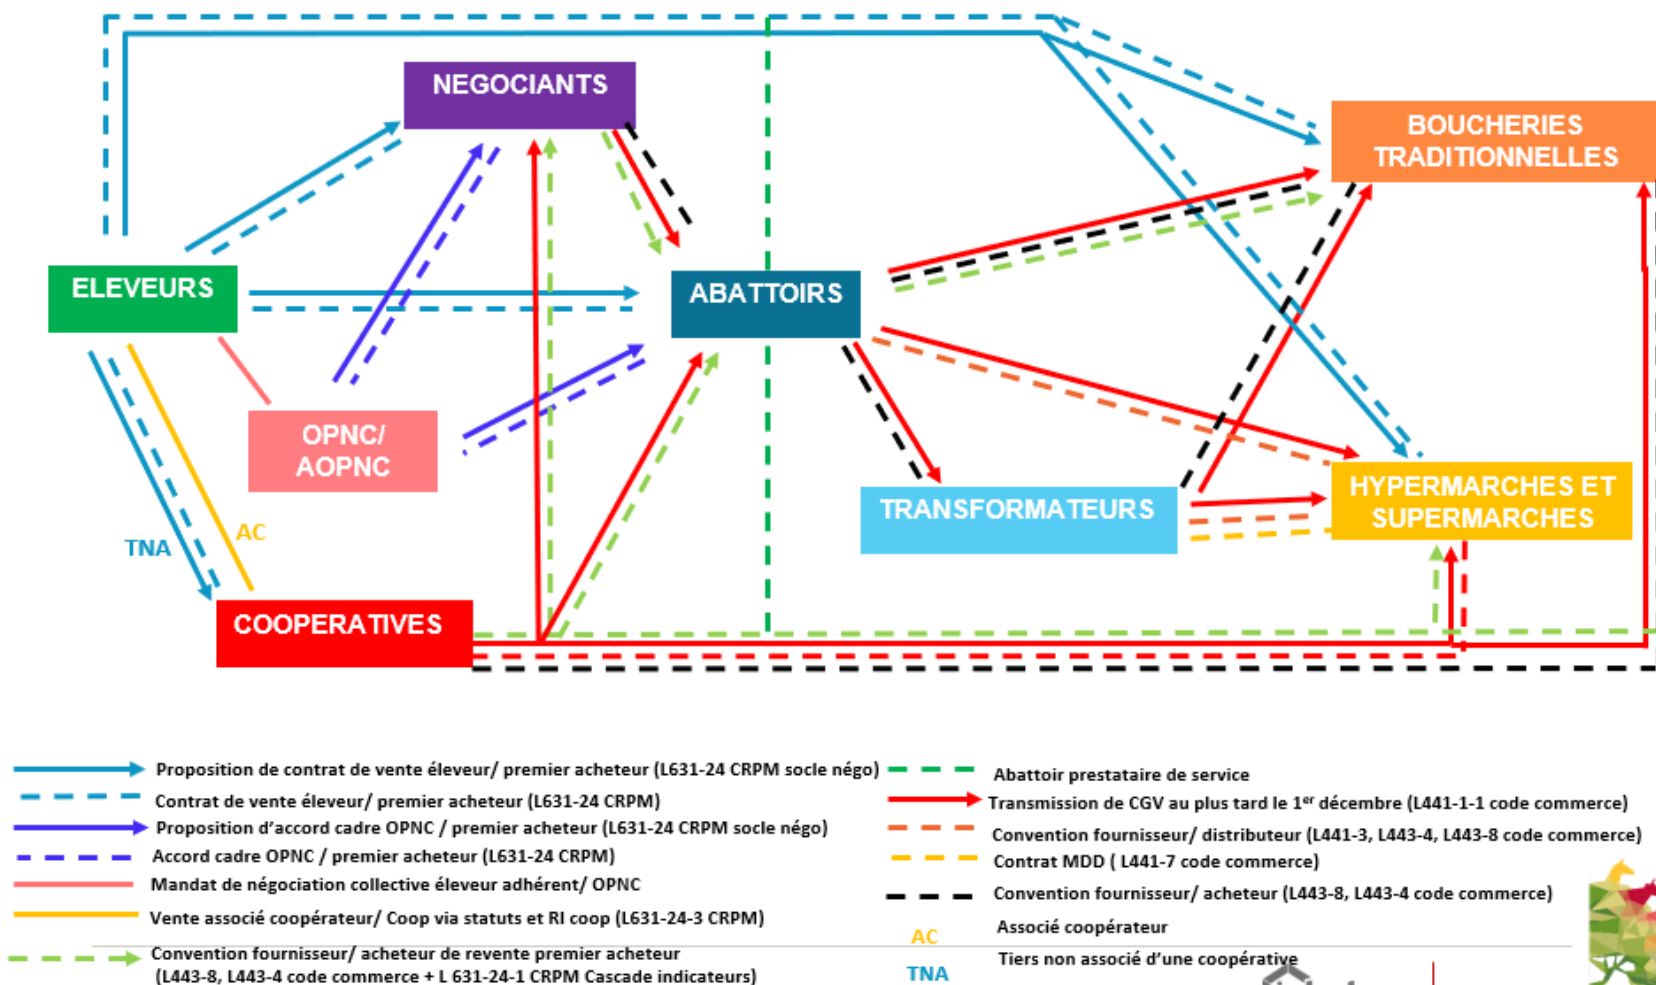 NEGOCIANTS
BOUCHERIES
TRADITIONNELLES
ELEVEURS
ABATTOIRS
OPNC/
AOPNC
HYPERMARCHES ET
SUPERMARCHES
TRANSFORMATEURS
TNA
AC
COOPERATIVES
Proposition de contrat de vente éleveur/ premier acheteur (L631-24 CRPM socle négo)
Contrat de vente éleveur/ premier acheteur (L631-24 CRPM)
Proposition d'accord cadre OPNC / premier acheteur (L631-24 CRPM socle négo)
Accord cadre OPNC / premier acheteur (L631-24 CRPM)
Mandat de négociation collective éleveur adhérent/ OPNC
Vente associé coopérateur/ Coop via statuts et RI coop (L631-24-3 CRPM)
Convention fournisseur/ acheteur de revente premier acheteur
(L443-8, L443-4 code commerce + L 631-24-1 CRPM Cascade indicateurs)
Abattoir prestataire de service
Transmission de CGV au plus tard le 1er décembre (L441-1-1 code commerce)
Convention fournisseur/ distributeur (L441-3, L443-4, L443-8 code commerce)
Contrat MDD ( L441-7 code commerce)
Convention fournisseur/ acheteur (L443-8, L443-4 code commerce)
AC Associé coopérateur
TNA Tiers non associé d'une coopérative